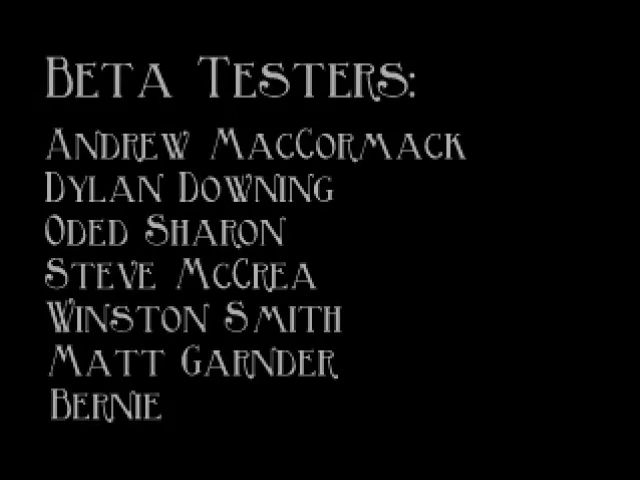 Beta Testers:
Andrew MacCormack
Dylan Downing
Oded Sharon
Steve McCrea
Winston Smith
Matt Garnder
Bernie